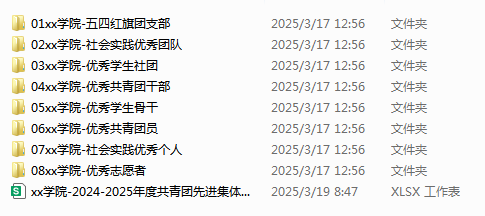 01xx学院-五四红旗团支部 2025/3/17 12:56 文件夹
02xx学院-社会实践优秀团队 2025/3/17 12:56 文件夹
03xx学院-优秀学生社团 2025/3/17 12:56 文件夹
04xx学院-优秀共青团干部 2025/3/17 12:56 文件夹
05xx学院-优秀学生骨干 2025/3/17 12:56 文件夹
06xx学院-优秀共青团员 2025/3/17 12:56 文件夹
07xx学院-社会实践优秀个人 2025/3/17 12:56 文件夹
08xx学院-优秀志愿者 2025/3/17 12:56 文件夹
xx学院-2024-2025年度共青团先进集体... 2025/3/19 8:47 XLSX 工作表